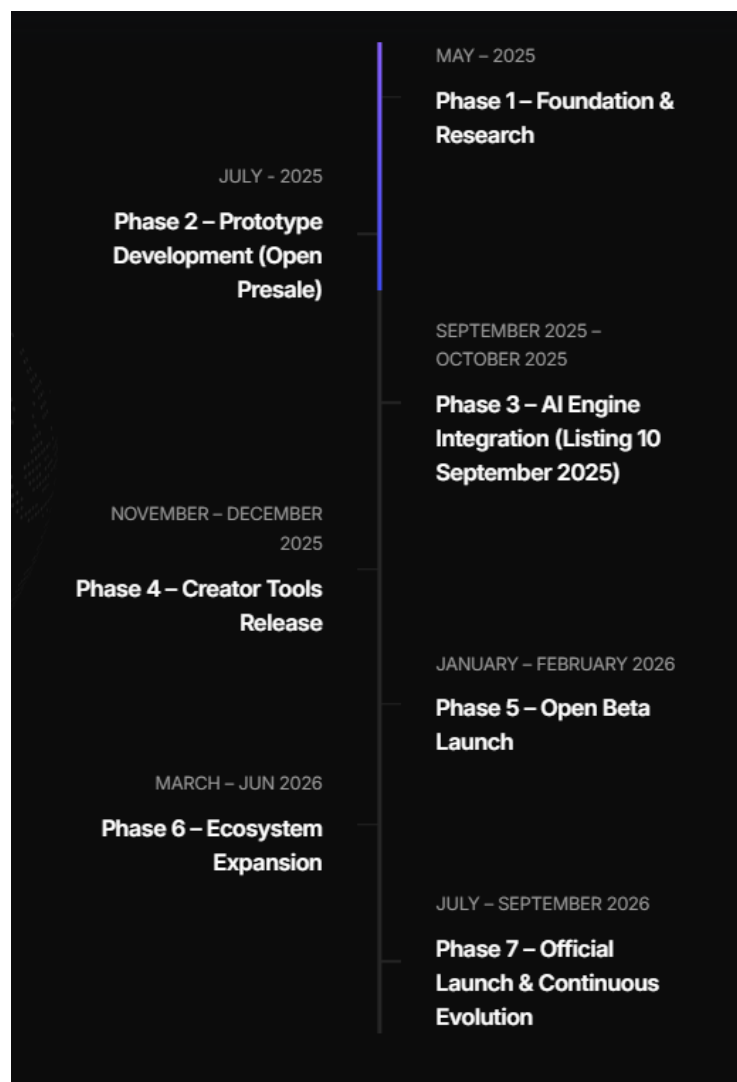 MAY – 2025
Phase 1 – Foundation &
Research
JULY - 2025
Phase 2 – Prototype
Development (Open
Presale)
SEPTEMBER 2025 –
OCTOBER 2025
Phase 3 – AI Engine
Integration (Listing 10
September 2025)
NOVEMBER – DECEMBER
2025
Phase 4 – Creator Tools
Release
JANUARY – FEBRUARY 2026
Phase 5 – Open Beta
Launch
MARCH – JUN 2026
Phase 6 – Ecosystem
Expansion
JULY – SEPTEMBER 2026
Phase 7 – Official
Launch & Continuous
Evolution